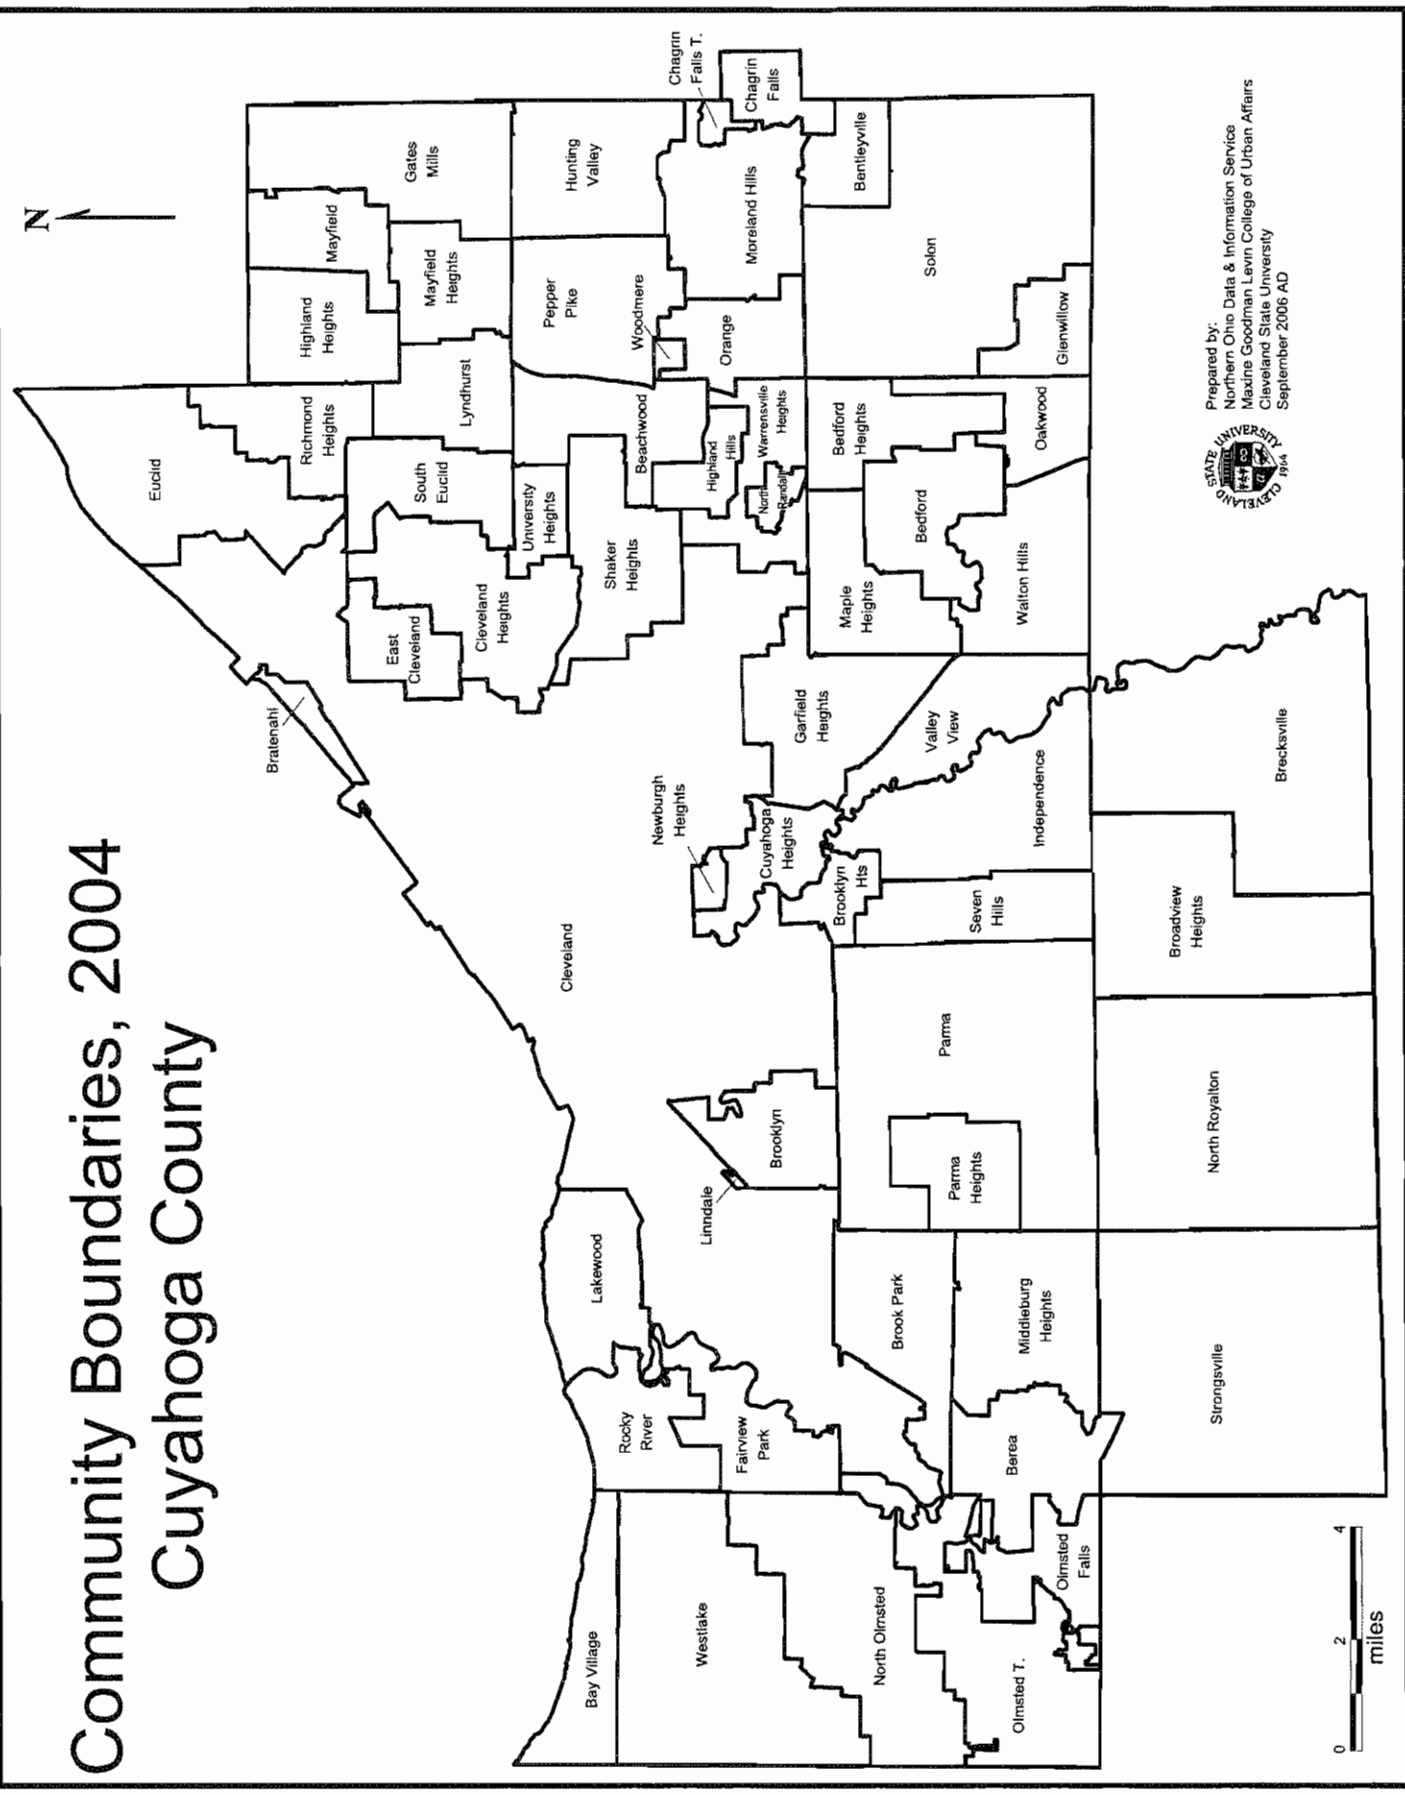 Community Boundaries, 2004
Cuyahoga County
N
Euclid
Richmond
Heights
Highland
Heights
Mayfield
Gates
Mills
Mayfield
Heights
Lyndhurst
South
Euclid
Bratenahl
East
Cleveland
Cleveland
Heights
University
Heights
Beachwood
Pepper
Pike
Hunting
Valley
Woodmere
Shaker
Heights
Chagrin
Falls T.
Chagrin
Falls
Moreland Hills
Orange
Highland
Hills
Warrensville
Heights
North
Randall
Cleveland
Newburgh
Heights
Cuyahoga
Heights
Garfield
Heights
Maple
Heights
Bedford
Heights
Bedford
Bentleyville
Solon
Glenwillow
Oakwood
Walton Hills
Valley
View
Independence
Brooklyn
Hts
Seven
Hills
Lakewood
Rocky
River
Bay Village
Westlake
Fairview
Park
Linndale
Brooklyn
Parma
Parma
Heights
Brook Park
Middleburg
Heights
Berea
North Olmsted
Olmsted T.
Olmsted
Falls
Strongsville
North Royalton
Broadview
Heights
Brecksville
0 2 4
miles
CLEVELAND STATE UNIVERSITY
1964
Prepared by:
Northern Ohio Data & Information Service
Maxine Goodman Levin College of Urban Affairs
Cleveland State University
September 2006 AD